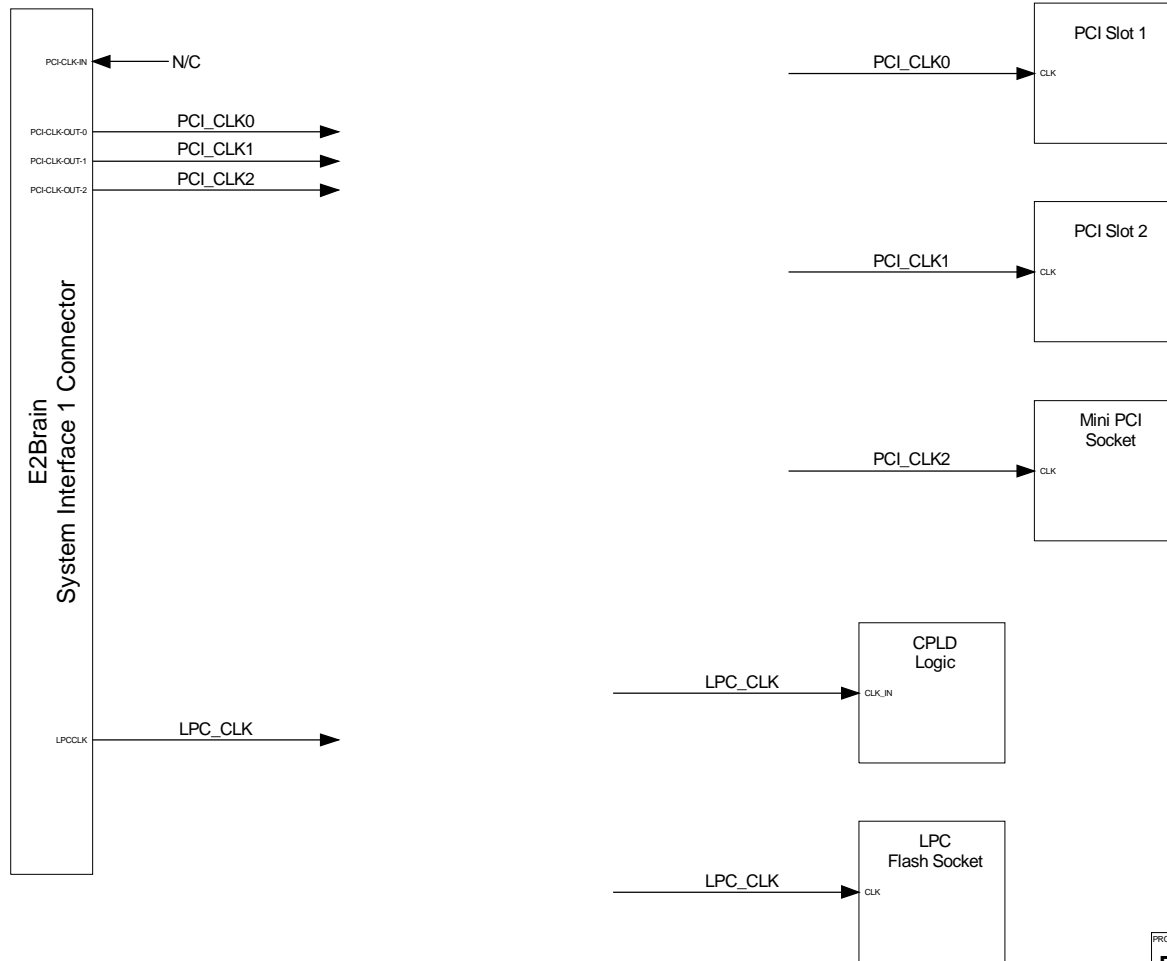 PCI-CLK-IN
N/C
PCI-CLK-OUT-0
PCI_CLK0
PCI-CLK-OUT-1
PCI_CLK1
PCI-CLK-OUT-2
PCI_CLK2
E2Brain
System Interface 1 Connector
LPCCLK
LPC_CLK
PCI Slot 1
PCI_CLK0
CLK
PCI Slot 2
PCI_CLK1
CLK
Mini PCI
Socket
PCI_CLK2
CLK
CPLD
Logic
LPC_CLK
CLK_IN
LPC
Flash Socket
LPC_CLK
CLK